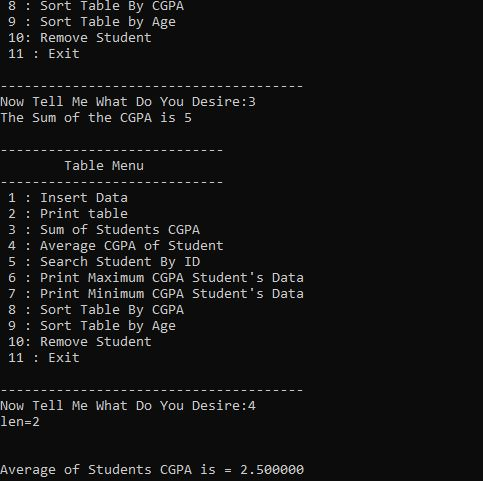 8 : Sort Table By CGPA
9 : Sort Table by Age
10: Remove Student
11 : Exit
--------------------------------------
Now Tell Me What Do You Desire:3
The Sum of the CGPA is 5
----------------------------
Table Menu
----------------------------
1 : Insert Data
2 : Print table
3 : Sum of Students CGPA
4 : Average CGPA of Student
5 : Search Student By ID
6 : Print Maximum CGPA Student's Data
7 : Print Minimum CGPA Student's Data
8 : Sort Table By CGPA
9 : Sort Table by Age
10: Remove Student
11 : Exit
--------------------------------------
Now Tell Me What Do You Desire:4
len=2
Average of Students CGPA is = 2.500000